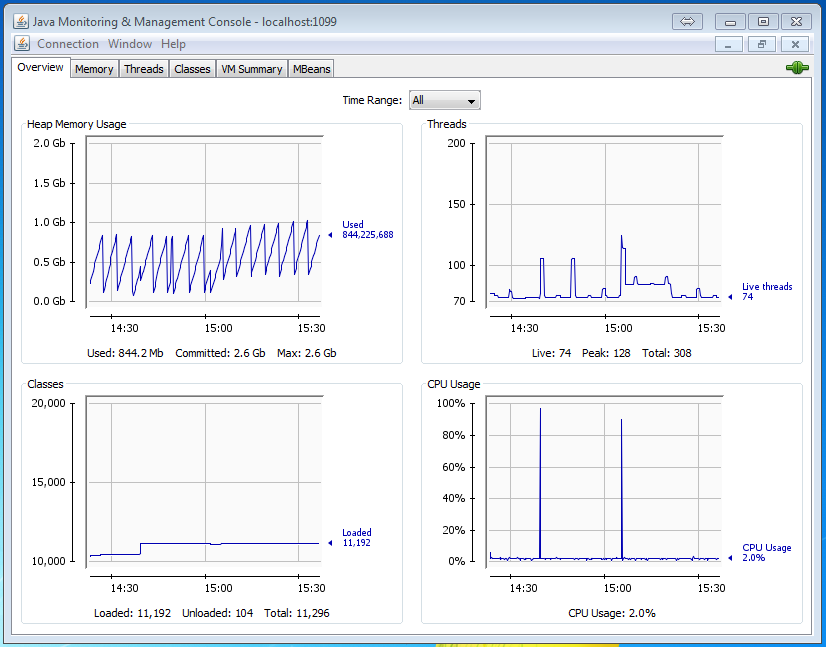 Java Monitoring & Management Console - localhost:1099
Connection Window Help
Overview Memory Threads Classes VM Summary MBeans
Time Range: All
Heap Memory Usage
2.0 Gb
1.5 Gb
1.0 Gb
0.5 Gb
0.0 Gb
Used
844,225,688
14:30 15:00 15:30
Used: 844.2 Mb Committed: 2.6 Gb Max: 2.6 Gb
Threads
200
150
100
70
Live threads
74
14:30 15:00 15:30
Live: 74 Peak: 128 Total: 308
Classes
20,000
15,000
10,000
Loaded
11,192
14:30 15:00 15:30
Loaded: 11,192 Unloaded: 104 Total: 11,296
CPU Usage
100%
80%
60%
40%
20%
0%
CPU Usage
2.0%
14:30 15:00 15:30
CPU Usage: 2.0%